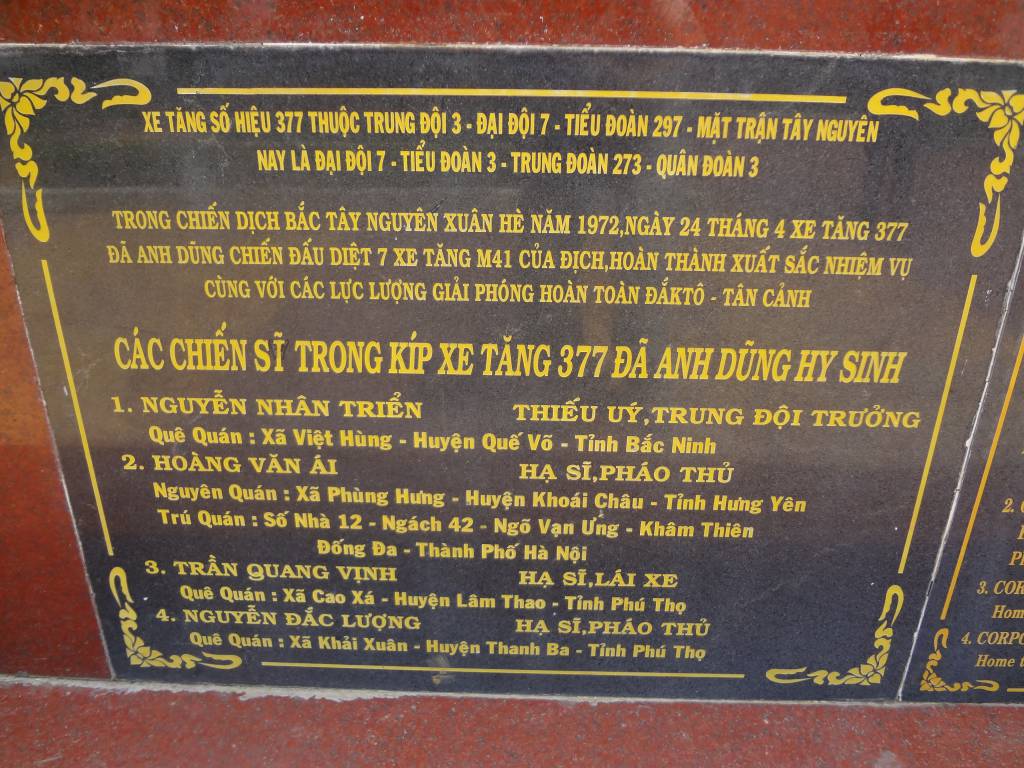 XE TĂNG SỐ HIỆU 377 THUỘC TRUNG ĐỘI 3 - ĐẠI ĐỘI 7 - TIỂU ĐOÀN 297 - MẶT TRẬN TÂY NGUYÊN
NAY LÀ ĐẠI ĐỘI 7 - TIỂU ĐOÀN 3 - TRUNG ĐOÀN 273 - QUÂN ĐOÀN 3
TRONG CHIẾN DỊCH BẮC TÂY NGUYÊN XUÂN HÈ NĂM 1972,NGÀY 24 THÁNG 4 XE TĂNG 377
ĐÃ ANH DŨNG CHIẾN ĐẤU DIỆT 7 XE TĂNG M41 CỦA ĐỊCH,HOÀN THÀNH XUẤT SẮC NHIỆM VỤ
CÙNG VỚI CÁC LỰC LƯỢNG GIẢI PHÓNG HOÀN TOÀN ĐẮKTÔ - TÂN CẢNH
CÁC CHIẾN SĨ TRONG KÍP XE TĂNG 377 ĐÃ ANH DŨNG HY SINH
1. NGUYỄN NHÂN TRIỂN THIẾU UÝ,TRUNG ĐỘI TRƯỞNG
Quê Quán : Xã Việt Hùng - Huyện Quế Võ - Tỉnh Bắc Ninh
2. HOÀNG VĂN ÁI HẠ SĨ,PHÁO THỦ
Nguyên Quán : Xã Phùng Hưng - Huyện Khoái Châu - Tỉnh Hưng Yên
Trú Quán : Số Nhà 12 - Ngách 42 - Ngõ Vạn Ứng - Khâm Thiên
Đống Đa - Thành Phố Hà Nội
3. TRẦN QUANG VỊNH HẠ SĨ,LÁI XE
Quê Quán : Xã Cao Xá - Huyện Lâm Thao - Tỉnh Phú Thọ
4. NGUYỄN ĐẮC LƯỢNG HẠ SĨ,PHÁO THỦ
Quê Quán : Xã Khải Xuân - Huyện Thanh Ba - Tỉnh Phú Thọ
2.
3. COR
Hom
4. CORPO
Home t